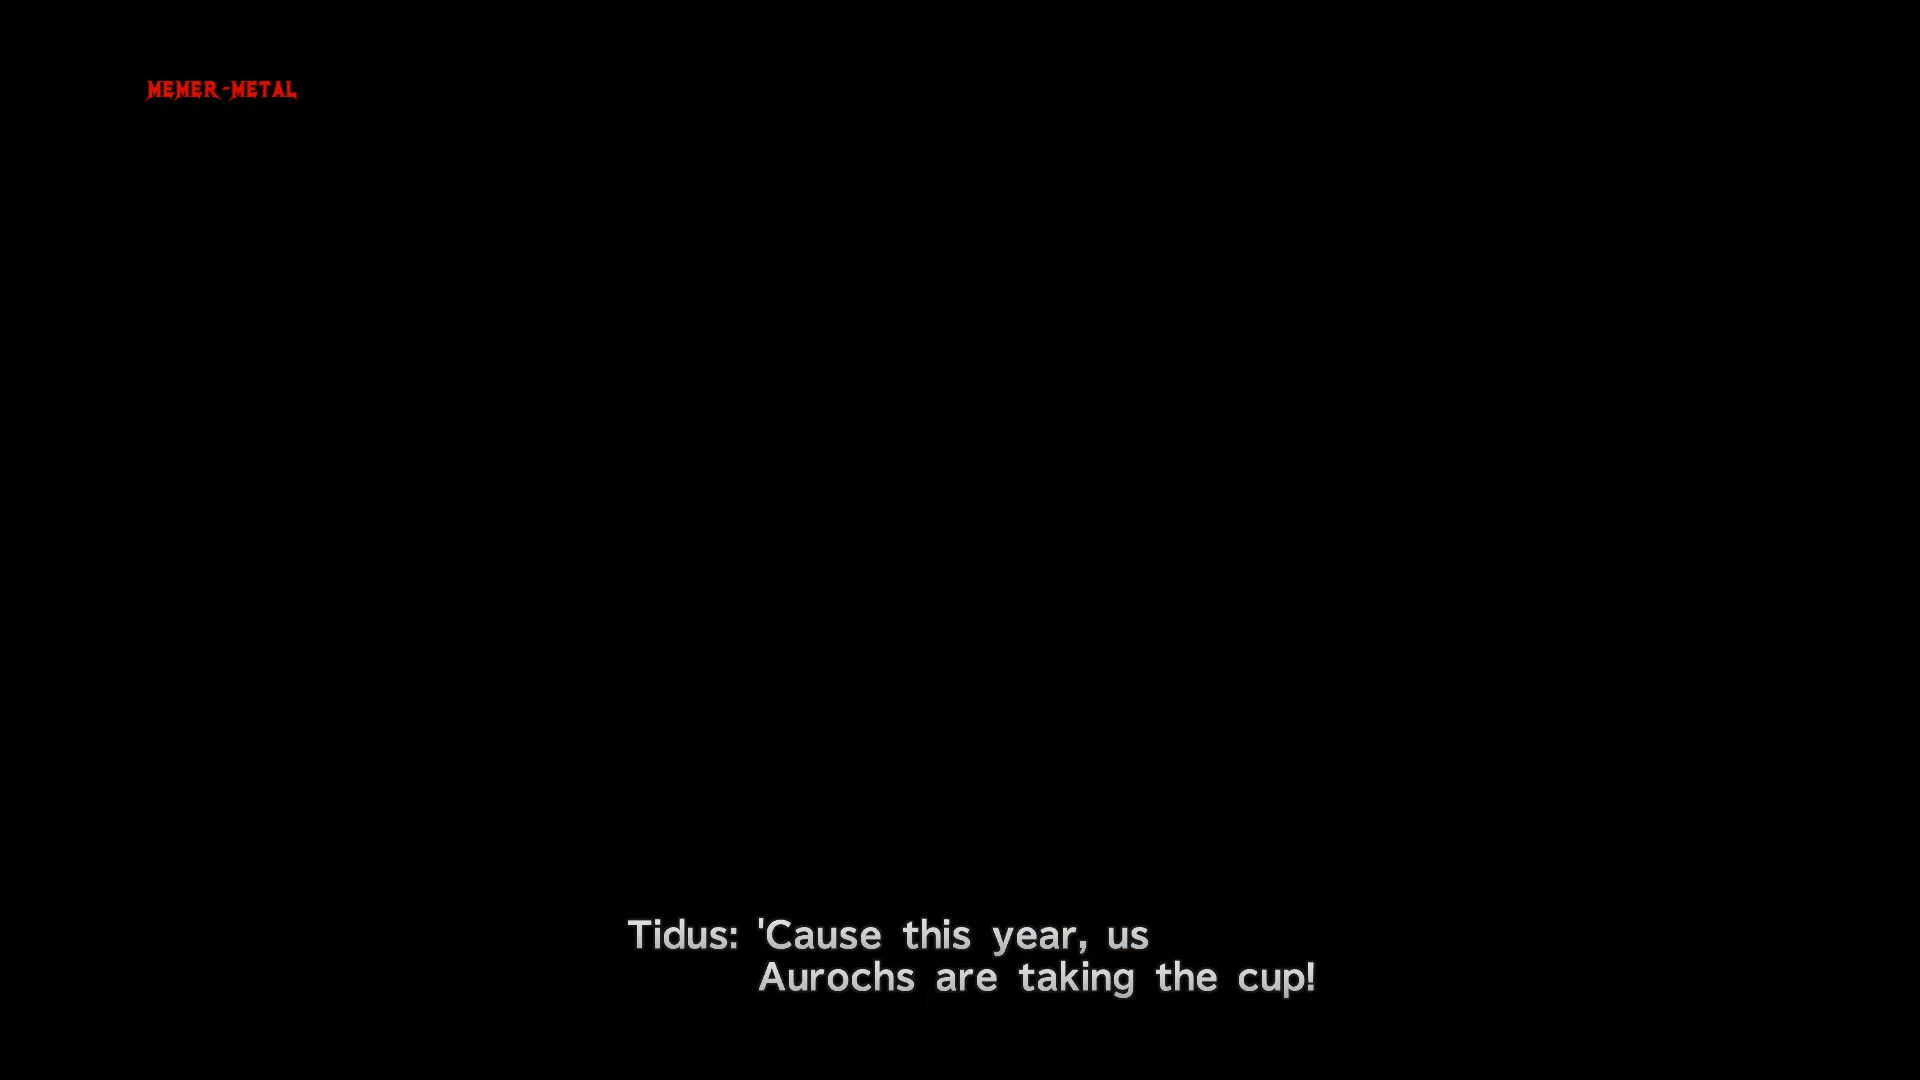 MEMER-METAL
Tidus: 'Cause this year, us
Aurochs are taking the cup!